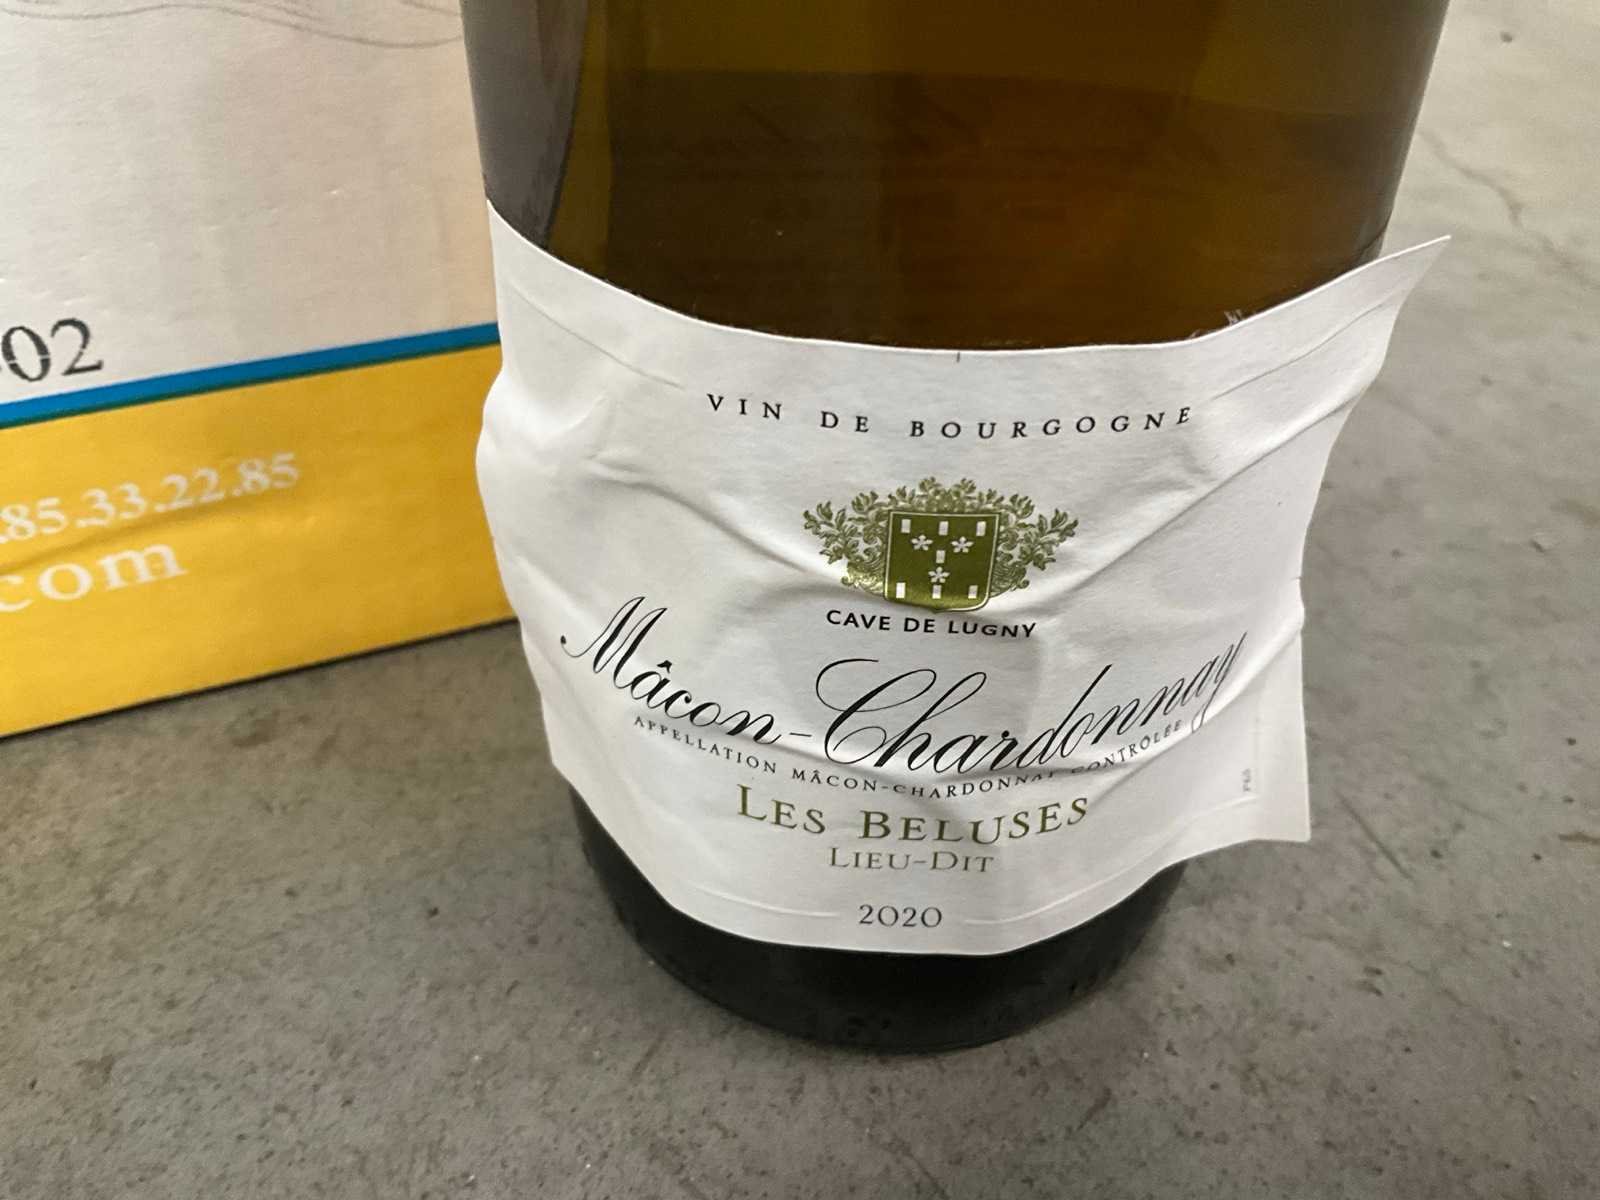 02
.85.33.22.85
com
VIN DE BOURGOGNE
CAVE DE LUGNY
Mâcon-Chardonnay
APPELLATION MÂCON-CHARDONNAY CONTRÔLÉE
LES BELUSES
LIEU-DIT
2020